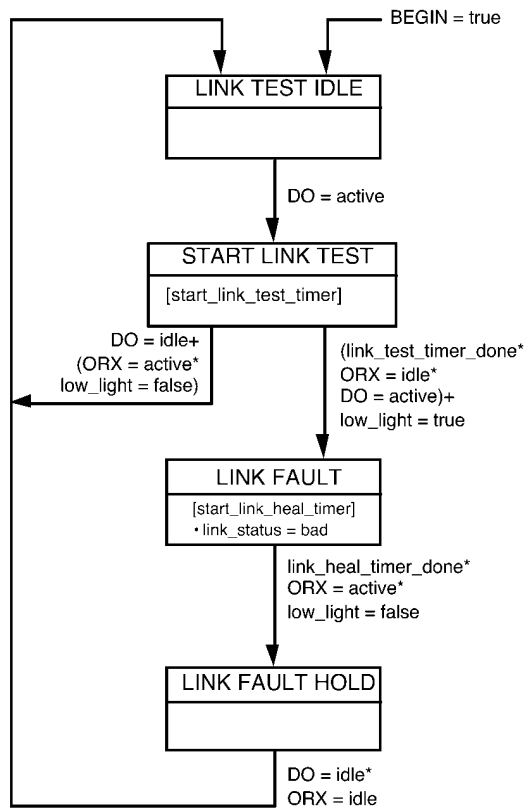 BEGIN = true
LINK TEST IDLE
DO = active
START LINK TEST
[start_link_test_timer]
DO = idle+
(ORX = active*
low_light = false)
(link_test_timer_done*
ORX = idle*
DO = active)+
low_light = true
LINK FAULT
[start_link_heal_timer]
• link_status = bad
link_heal_timer_done*
ORX = active*
low_light = false
LINK FAULT HOLD
DO = idle*
ORX = idle